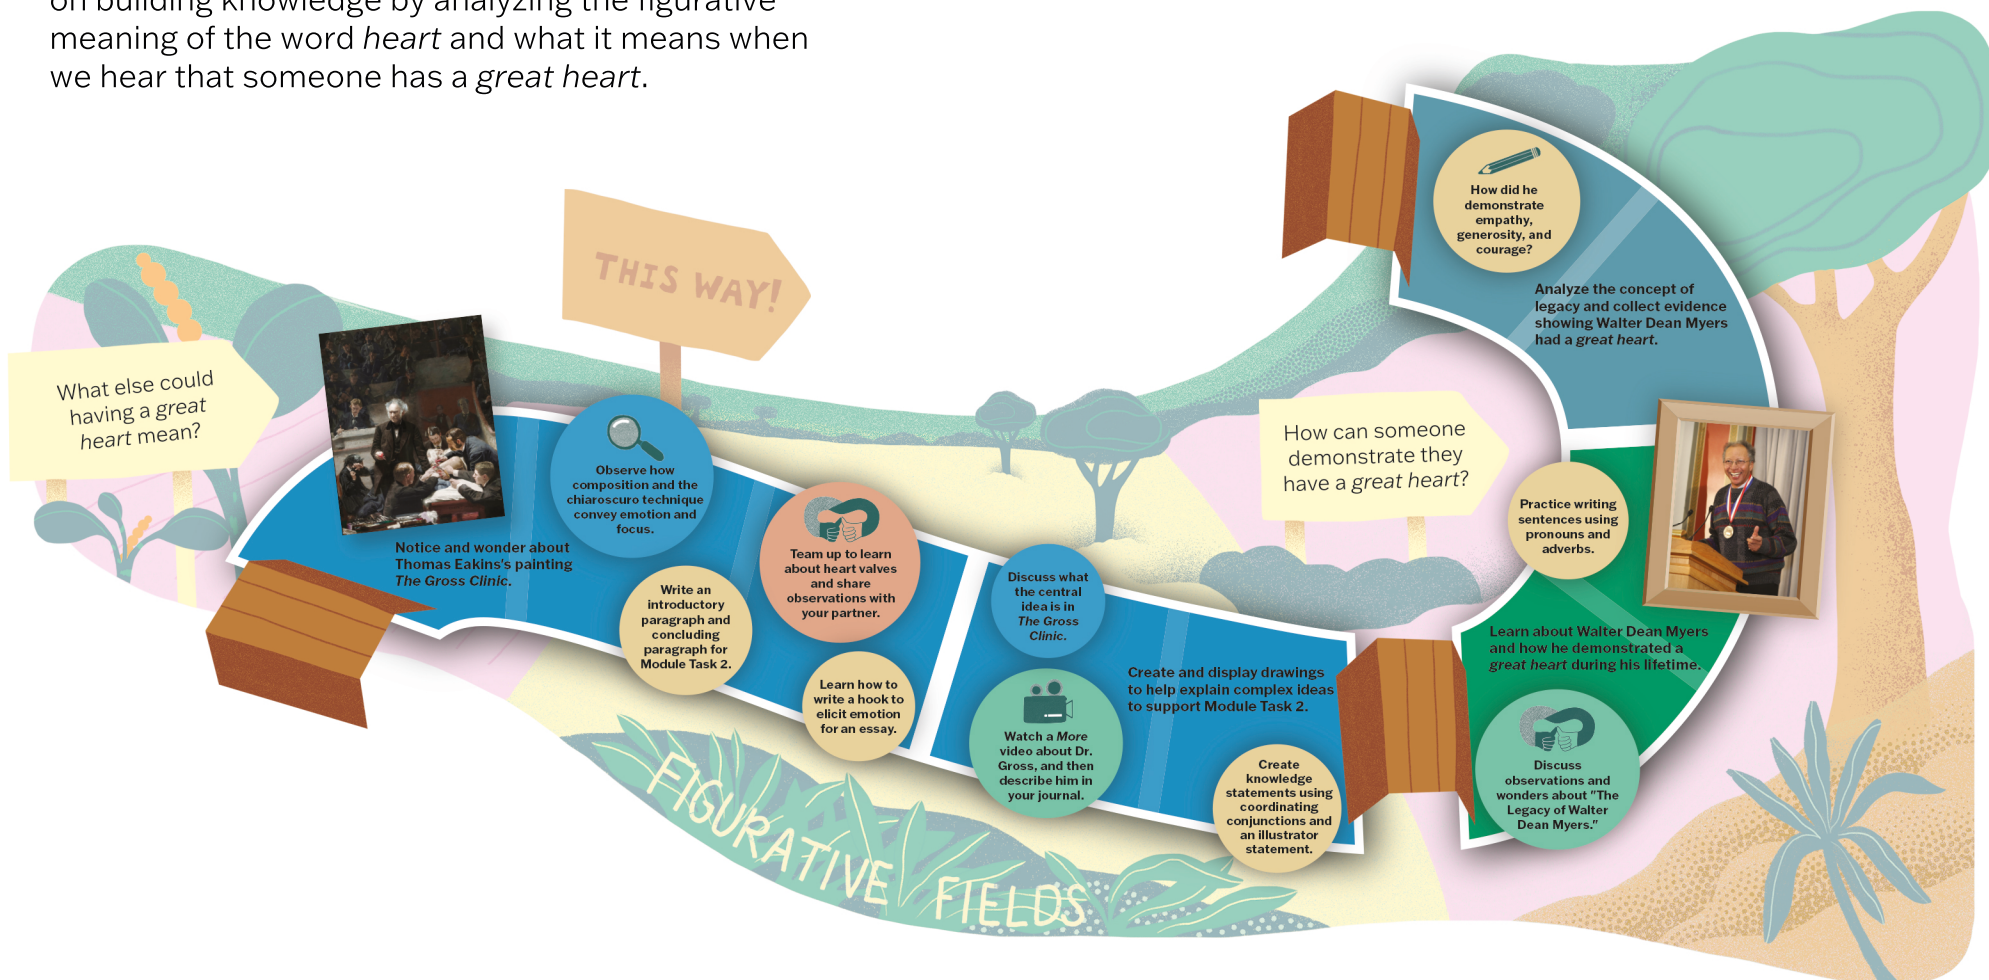 on building knowledge by analyzing the figurative
meaning of the word heart and what it means when
we hear that someone has a great heart.
What else could
having a great
heart mean?
THIS WAY!
Notice and wonder about
Thomas Eakins's painting
The Gross Clinic.
Observe how
composition and the
chiaroscuro technique
convey emotion and
focus.
Write an
introductory
paragraph and
concluding
paragraph for
Module Task 2.
Team up to learn
about heart valves
and share
observations with
your partner.
Learn how to
write a hook to
elicit emotion
for an essay.
Discuss what
the central
idea is in
The Gross
Clinic.
Watch a More
video about Dr.
Gross, and then
describe him in
your journal.
Create and display drawings
to help explain complex ideas
to support Module Task 2.
Create
knowledge
statements using
coordinating
conjunctions and
an illustrator
statement.
FIGURATIVE FIELDS
How can someone
demonstrate they
have a great heart?
Discuss
observations and
wonders about "The
Legacy of Walter
Dean Myers."
Learn about Walter Dean Myers
and how he demonstrated a
great heart during his lifetime.
Practice writing
sentences using
pronouns and
adverbs.
Analyze the concept of
legacy and collect evidence
showing Walter Dean Myers
had a great heart.
How did he
demonstrate
empathy,
generosity, and
courage?